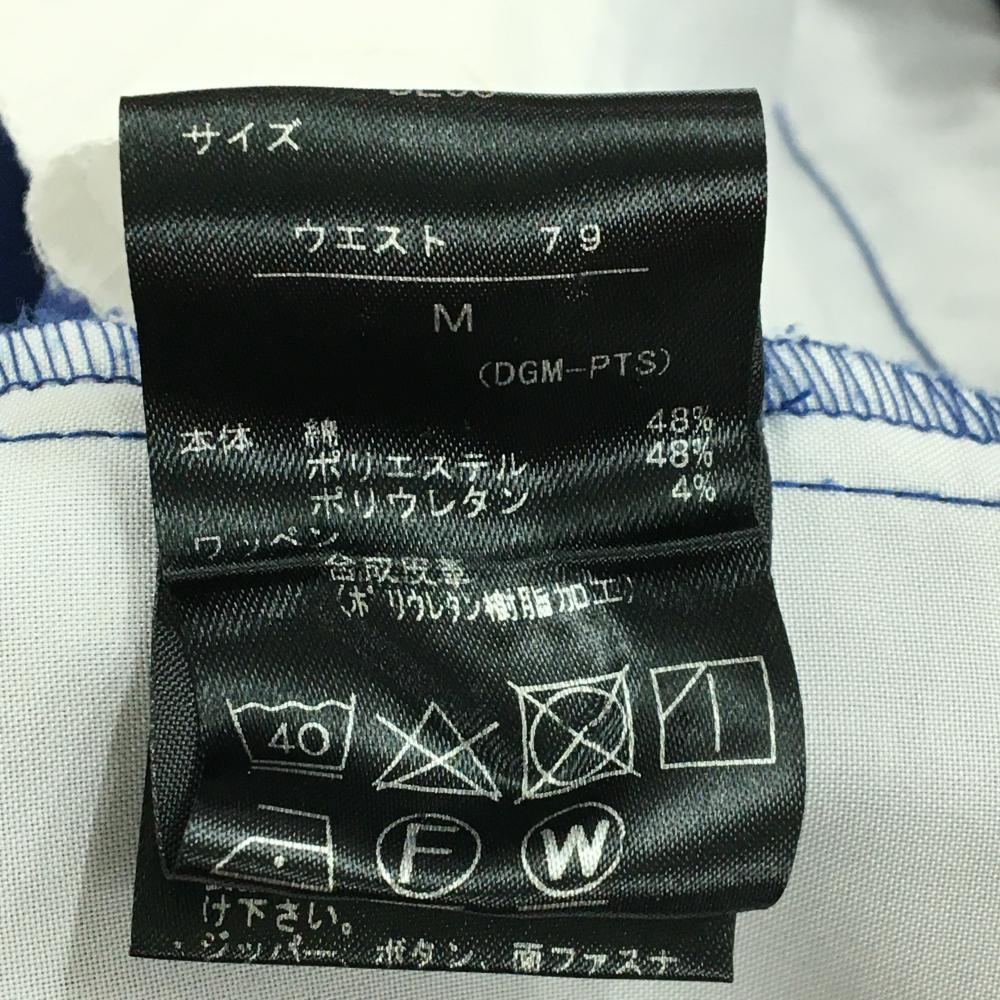 サイズ
ウエスト 79
M
(DGM-PTS)
本体 綿 48%
ポリエステル 48%
ポリウレタン 4%
ワッペン
合成皮革
(ポリウレタン樹脂加工)
40
F
W
け下さい。
・ジッパー、ボタン、面ファスナ